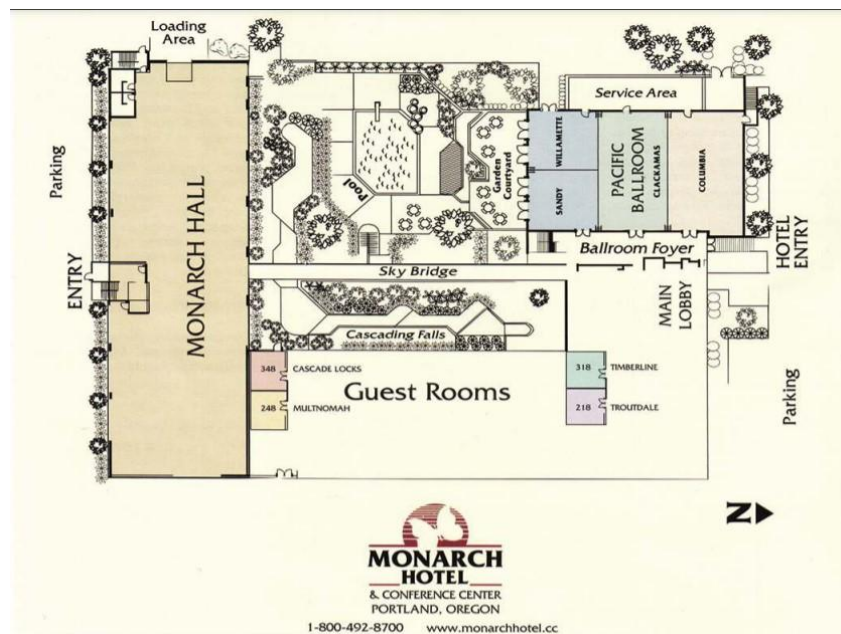 Loading
Area
Service Area
Parking
Pool
Garden
Courtyard
WILLAMETTE
SANDY
PACIFIC
BALLROOM
CLACKAMAS
COLUMBIA
MONARCH HALL
ENTRY
Ballroom Foyer
HOTEL
ENTRY
Sky Bridge
MAIN
LOBBY
Cascading Falls
348 CASCADE LOCKS
318 TIMBERLINE
Guest Rooms
248 MULTNOMAH
218 TROUTDALE
Parking
N
MONARCH
HOTEL
& CONFERENCE CENTER
PORTLAND, OREGON
1-800-492-8700 www.monarchhotel.cc